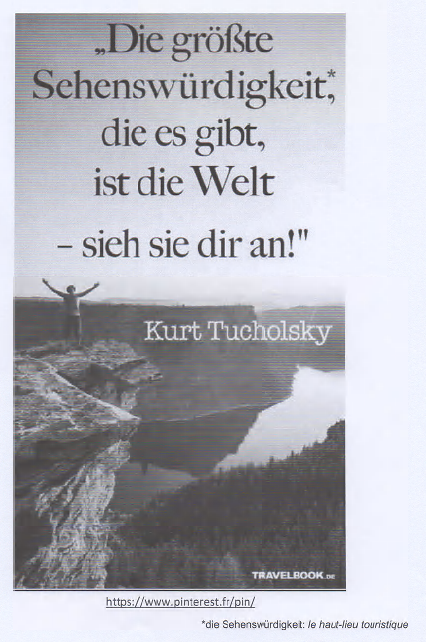 „Die größte
Sehenswürdigkeit*,
die es gibt,
ist die Welt
– sieh sie dir an!"
Kurt Tucholsky
TRAVELBOOK.DE
https://www.pinterest.fr/pin/
*die Sehenswürdigkeit: le haut-lieu touristique